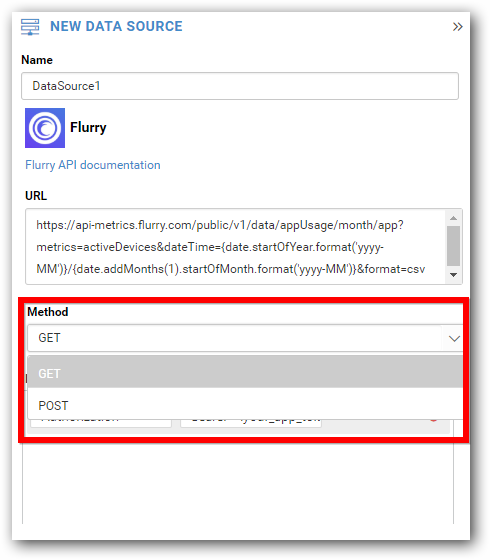 NEW DATA SOURCE
Name
DataSource1
Flurry
Flurry API documentation
URL
https://api-metrics.flurry.com/public/v1/data/appUsage/month/app?
metrics=activeDevices&dateTime={date.startOfYear.format('yyyy-
MM')}/{date.addMonths(1).startOfMonth.format('yyyy-MM')}&format=csv
Method
GET
GET
POST